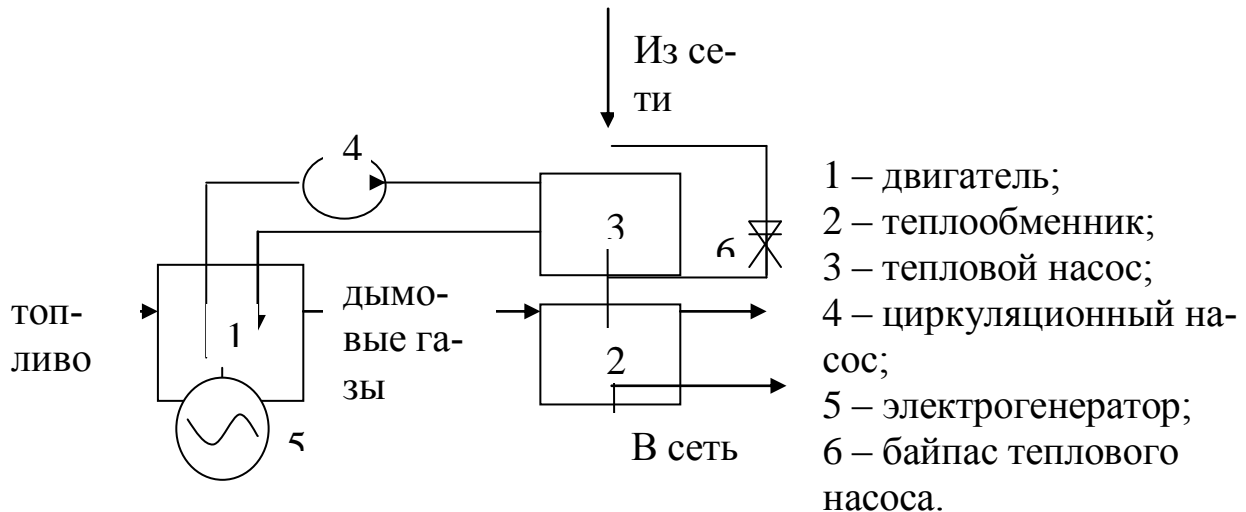 Из се-
ти
4
3
6
1 – двигатель;
2 – теплообменник;
3 – тепловой насос;
4 – циркуляционный на-
сос;
5 – электрогенератор;
6 – байпас теплового
насоса.
топ-
ливо
1
дымо-
вые га-
зы
2
5
В сеть